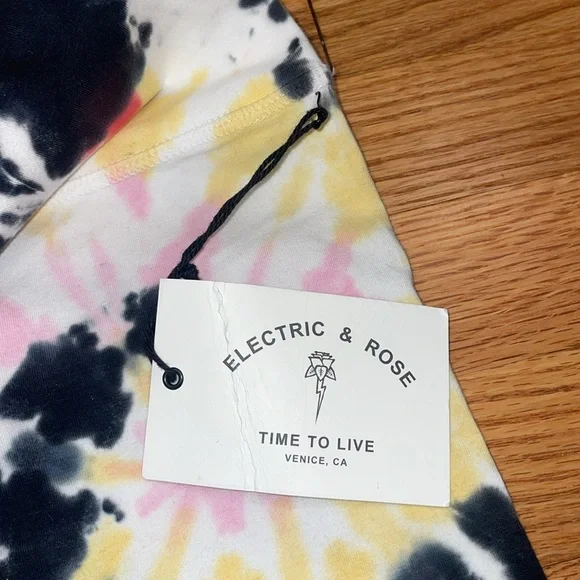 ELECTRIC & ROSE
TIME TO LIVE
VENICE, CA